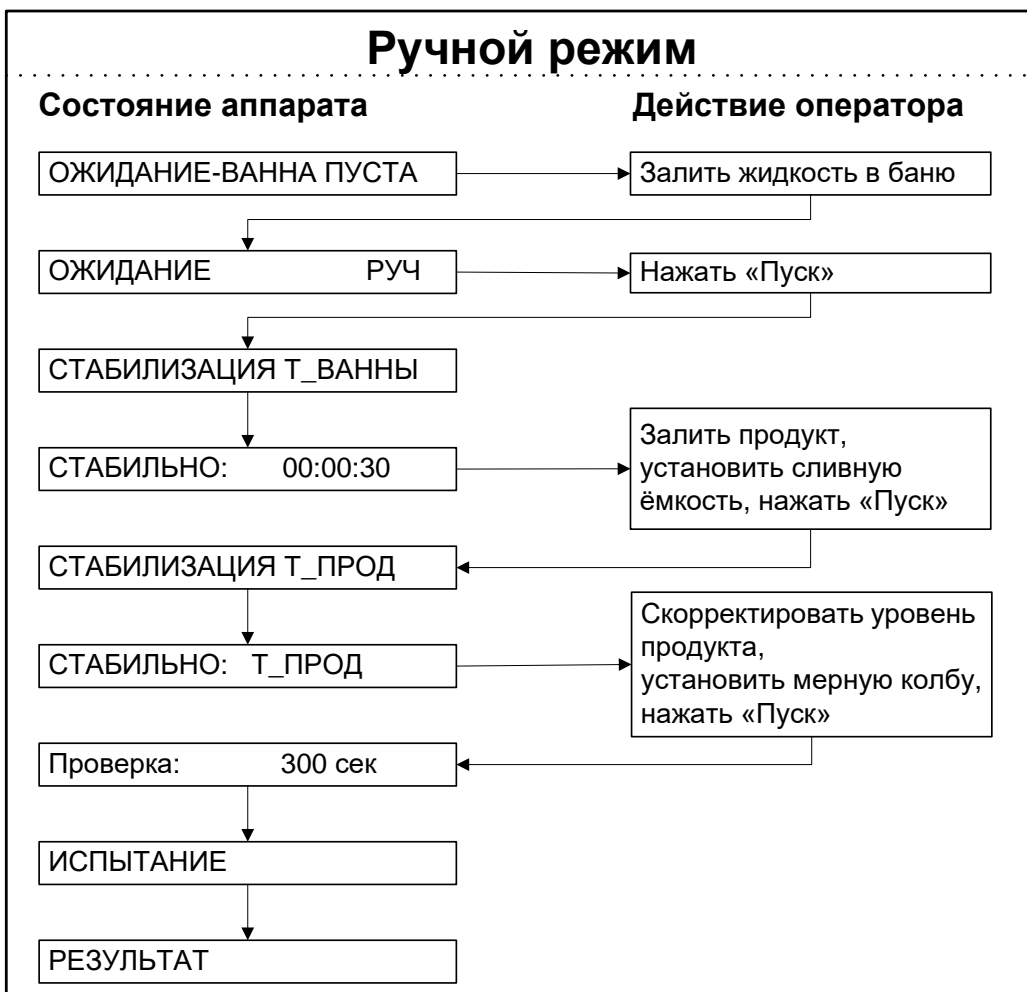 Ручной режим
Состояние аппарата
Действие оператора
ОЖИДАНИЕ-ВАННА ПУСТА
Залить жидкость в баню
ОЖИДАНИЕ РУЧ
Нажать «Пуск»
СТАБИЛИЗАЦИЯ Т_ВАННЫ
СТАБИЛЬНО: 00:00:30
Залить продукт,
установить сливную
ёмкость, нажать «Пуск»
СТАБИЛИЗАЦИЯ Т_ПРОД
СТАБИЛЬНО: Т_ПРОД
Скорректировать уровень
продукта,
установить мерную колбу,
нажать «Пуск»
Проверка: 300 сек
ИСПЫТАНИЕ
РЕЗУЛЬТАТ